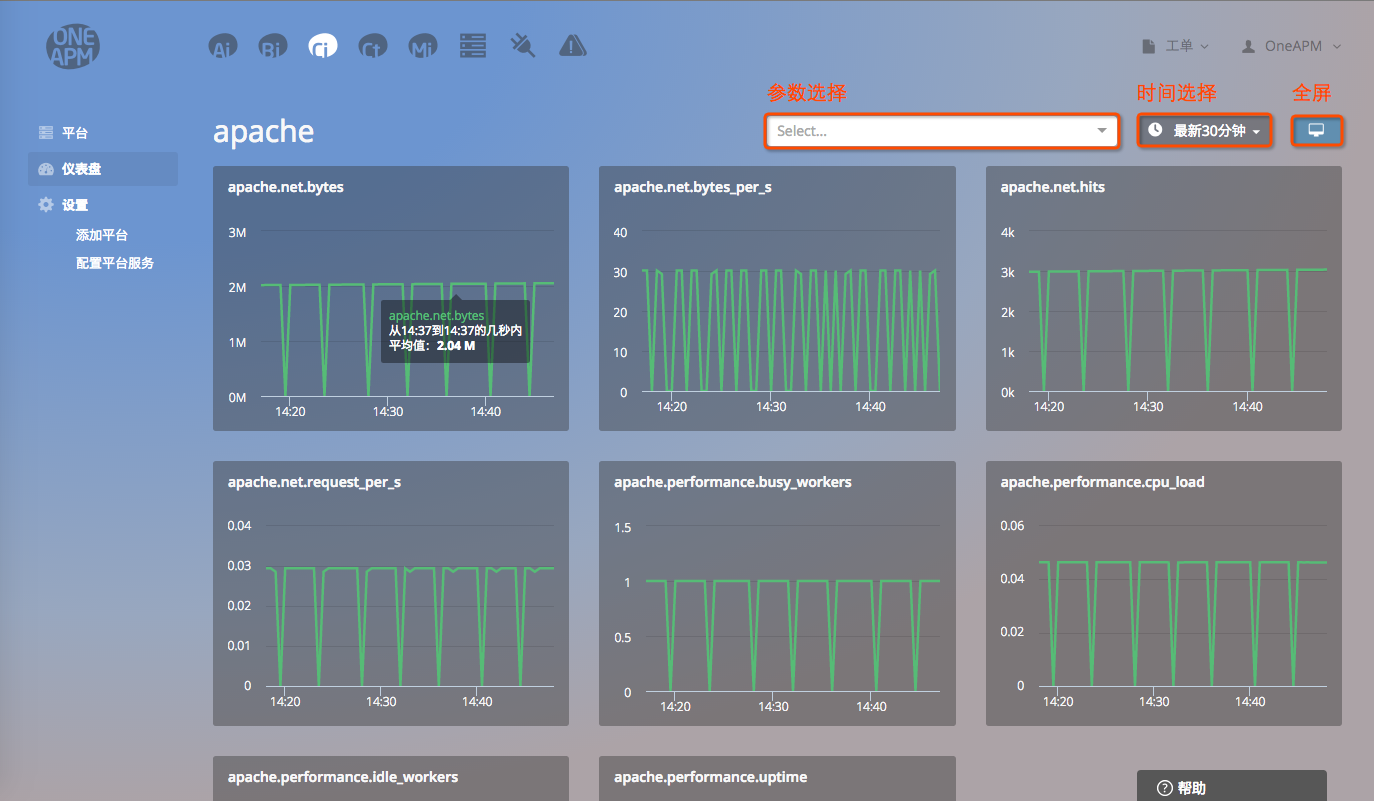 ONE
APM
Ai
Bi
Ci
Ct
Mi
工单
OneAPM
参数选择
时间选择
全屏
平台
仪表盘
设置
添加平台
配置平台服务
apache
Select...
最新30分钟
apache.net.bytes
3M
2M
1M
0M
14:20
14:30
14:40
apache.net.bytes
从14:37到14:37的几秒内
平均值：2.04 M
apache.net.bytes_per_s
40
30
20
10
0
14:20
14:30
14:40
apache.net.hits
4k
3k
2k
1k
0k
14:20
14:30
14:40
apache.net.request_per_s
0.04
0.03
0.02
0.01
0
14:20
14:30
14:40
apache.performance.busy_workers
1.5
1
0.5
0
14:20
14:30
14:40
apache.performance.cpu_load
0.06
0.04
0.02
0
14:20
14:30
14:40
apache.performance.idle_workers
apache.performance.uptime
? 帮助